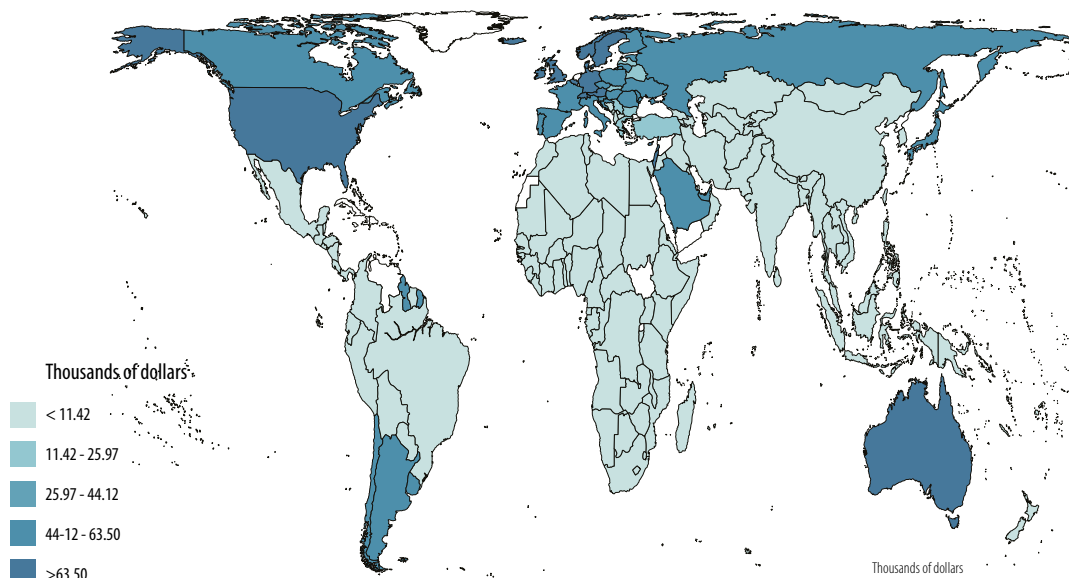 Thousands of dollars
< 11.42
11.42 - 25.97
25.97 - 44.12
44-12 - 63.50
>63.50
Thousands of dollars